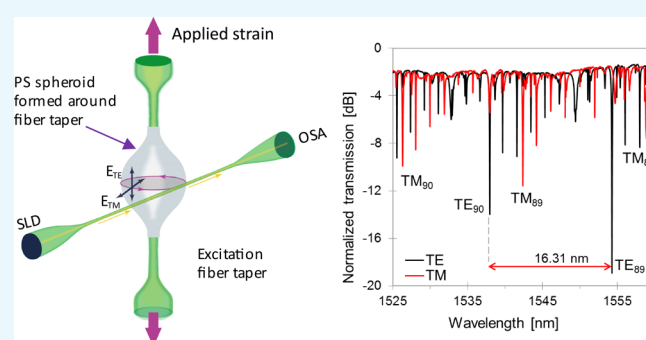 Applied strain
PS spheroid
formed around
fiber taper
OSA
E_TE
E_TM
SLD
Excitation
fiber taper
Normalized transmission [dB]
0
-4
-8
-12
-16
-20
TM_90
TE_90
TM_89
TM_8
TE_89
16.31 nm
TE
TM
1525
1535
1545
1555
Wavelength [nm]